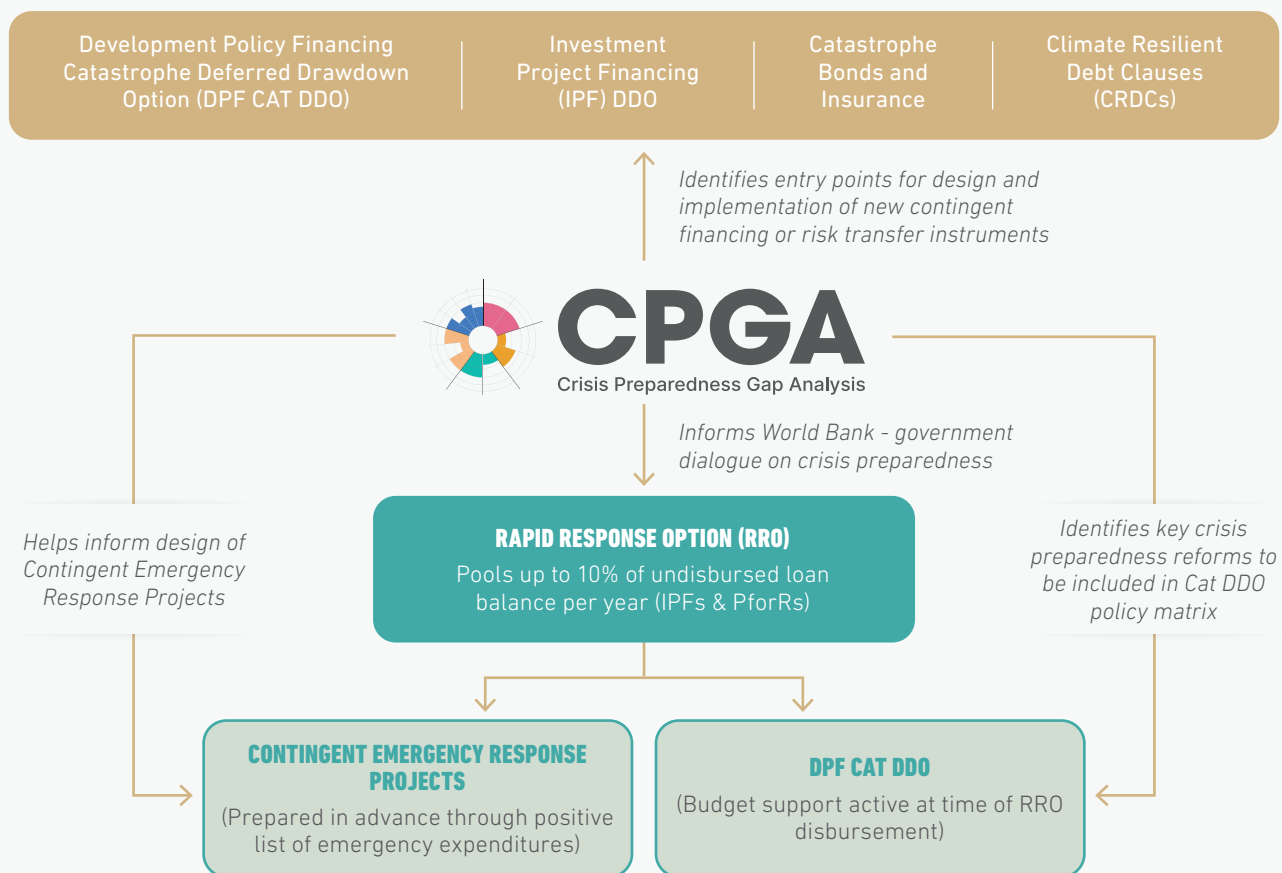 Development Policy Financing
Catastrophe Deferred Drawdown
Option (DPF CAT DDO)
Investment
Project Financing
(IPF) DDO
Catastrophe
Bonds and
Insurance
Climate Resilient
Debt Clauses
(CRDCs)
Identifies entry points for design and
implementation of new contingent
financing or risk transfer instruments
CPGA
Crisis Preparedness Gap Analysis
Informs World Bank - government
dialogue on crisis preparedness
Helps inform design of
Contingent Emergency
Response Projects
RAPID RESPONSE OPTION (RRO)
Pools up to 10% of undisbursed loan
balance per year (IPFs & PforRs)
Identifies key crisis
preparedness reforms to
be included in Cat DDO
policy matrix
CONTINGENT EMERGENCY RESPONSE
PROJECTS
(Prepared in advance through positive
list of emergency expenditures)
DPF CAT DDO
(Budget support active at time of RRO
disbursement)